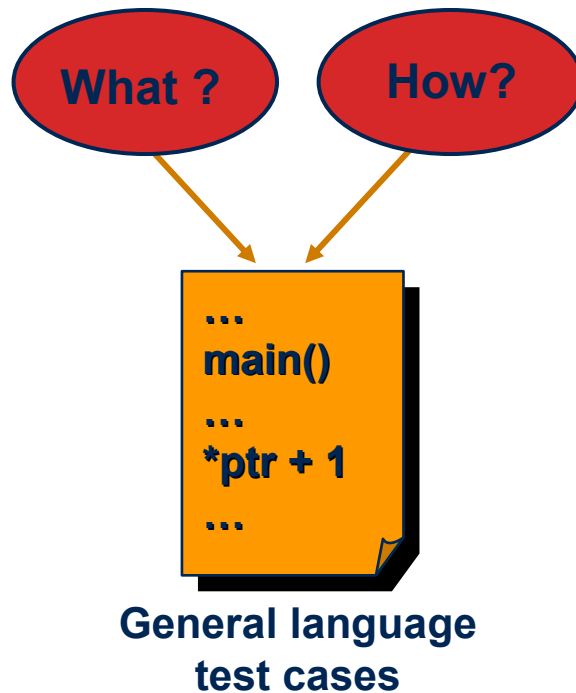 What ?
How?
...
main()
...
*ptr + 1
...
General language
test cases